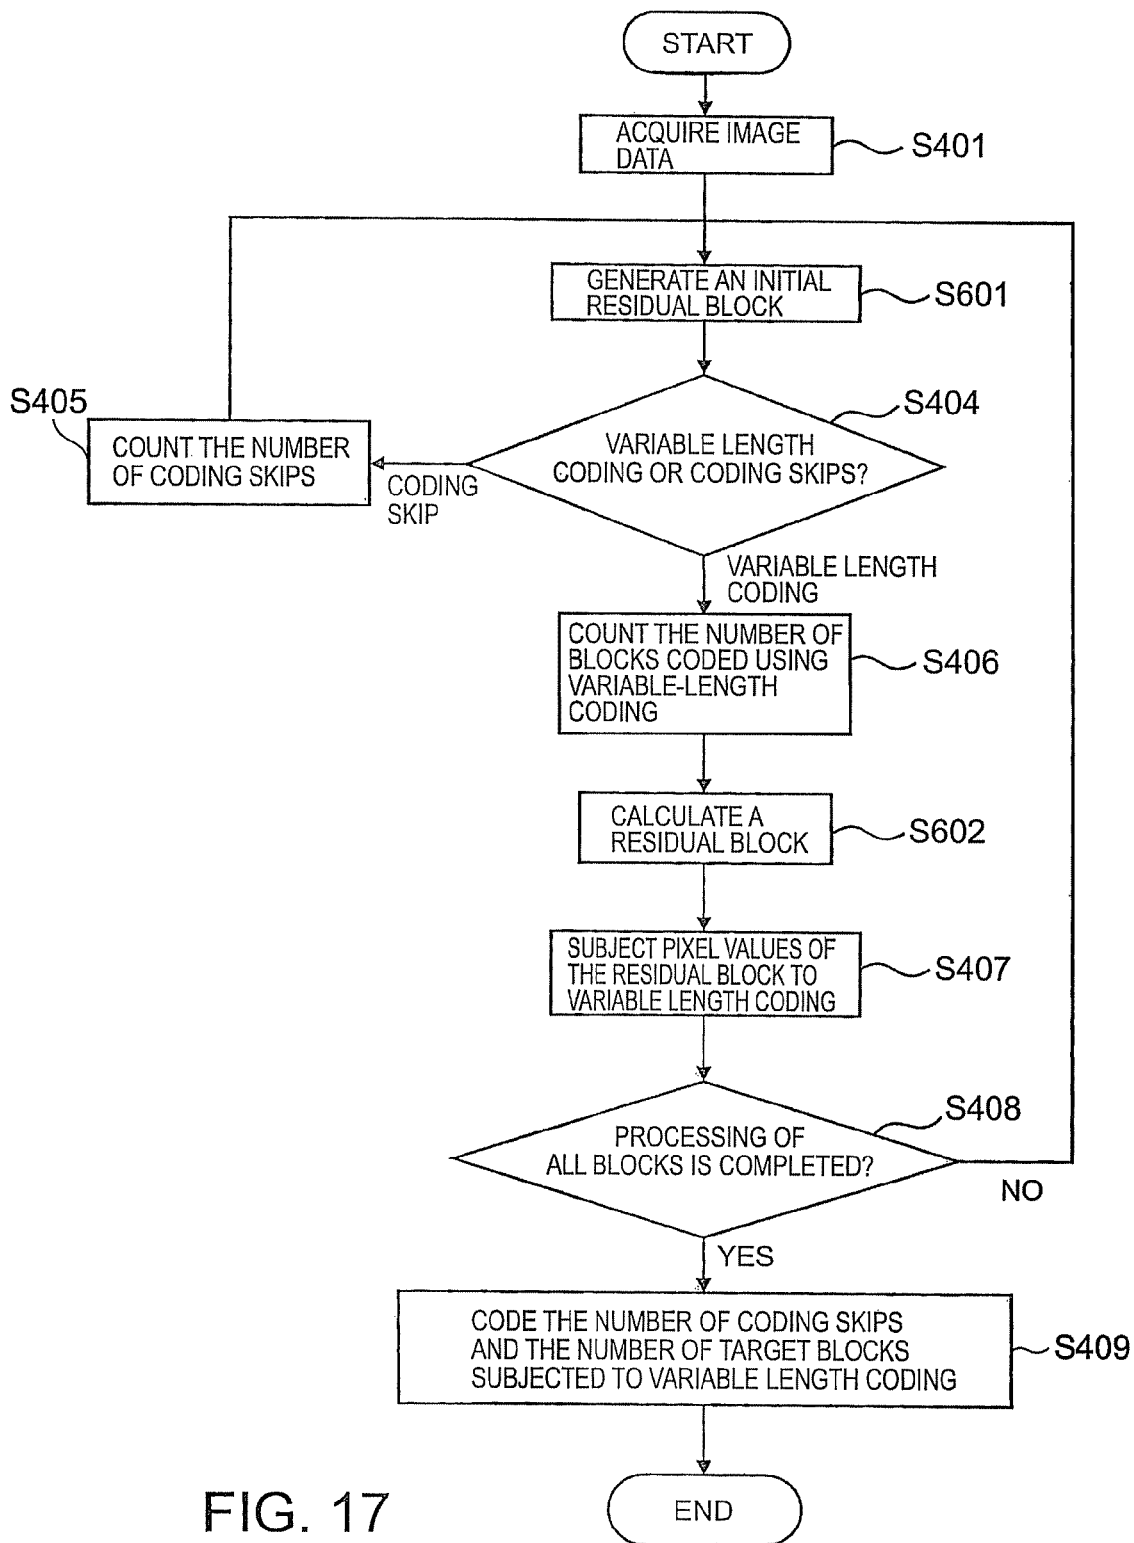 START
ACQUIRE IMAGE
DATA
S401
GENERATE AN INITIAL
RESIDUAL BLOCK
S601
S405
COUNT THE NUMBER
OF CODING SKIPS
S404
VARIABLE LENGTH
CODING OR CODING SKIPS?
CODING
SKIP
VARIABLE LENGTH
CODING
COUNT THE NUMBER OF
BLOCKS CODED USING
VARIABLE-LENGTH
CODING
S406
CALCULATE A
RESIDUAL BLOCK
S602
SUBJECT PIXEL VALUES OF
THE RESIDUAL BLOCK TO
VARIABLE LENGTH CODING
S407
S408
PROCESSING OF
ALL BLOCKS IS COMPLETED?
NO
YES
CODE THE NUMBER OF CODING SKIPS
AND THE NUMBER OF TARGET BLOCKS
SUBJECTED TO VARIABLE LENGTH CODING
S409
END
FIG. 17